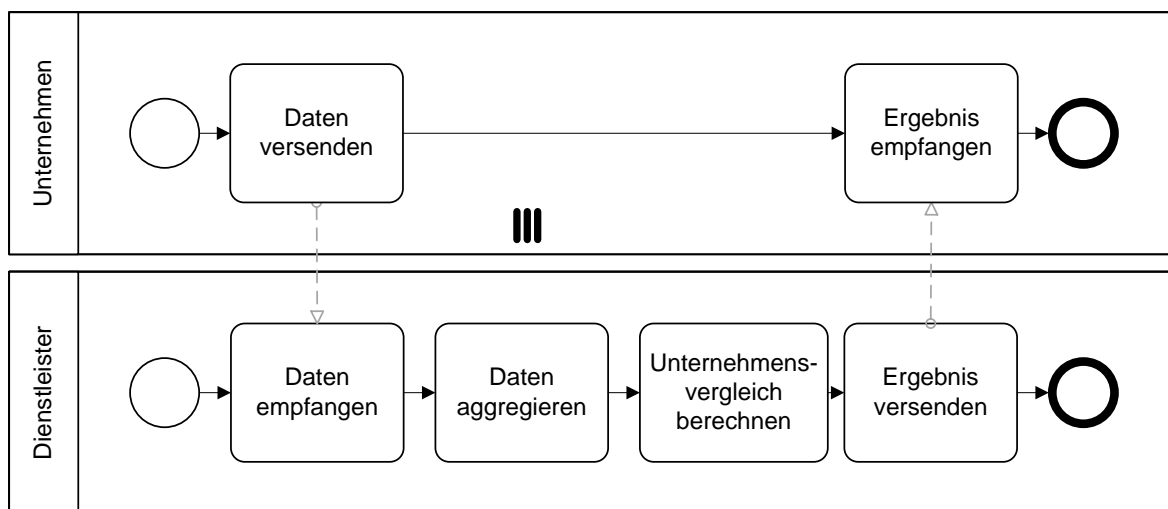 Unternehmen
Daten
versenden
Ergebnis
empfangen
Dienstleister
Daten
empfangen
Daten
aggregieren
Unternehmens-
vergleich
berechnen
Ergebnis
versenden